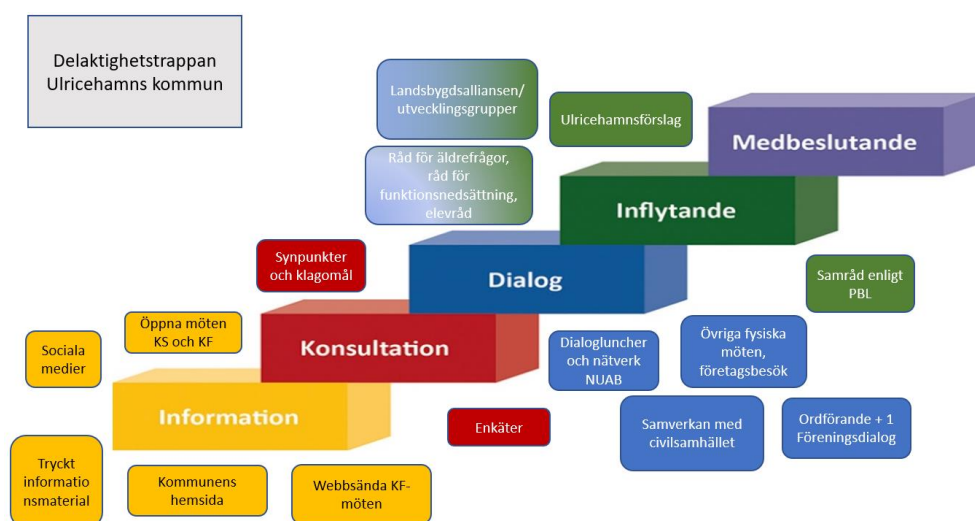 Delaktighetstrappan
Ulricehamns kommun
Landsbygdsalliansen/
utvecklingsgrupper
Ulricehamnsförslag
Medbeslutande
Råd för äldrefrågor,
råd för
funktionsnedsättning,
elevråd
Inflytande
Synpunkter
och klagomål
Dialog
Samråd enligt
PBL
Sociala
medier
Öppna möten
KS och KF
Konsultation
Dialogluncher
och nätverk
NUAB
Övriga fysiska
möten,
företagsbesök
Information
Enkäter
Samverkan med
civilsamhället
Ordförande + 1
Föreningsdialog
Tryckt
informatio
nsmaterial
Kommunens
hemsida
Webbsända KF-
möten